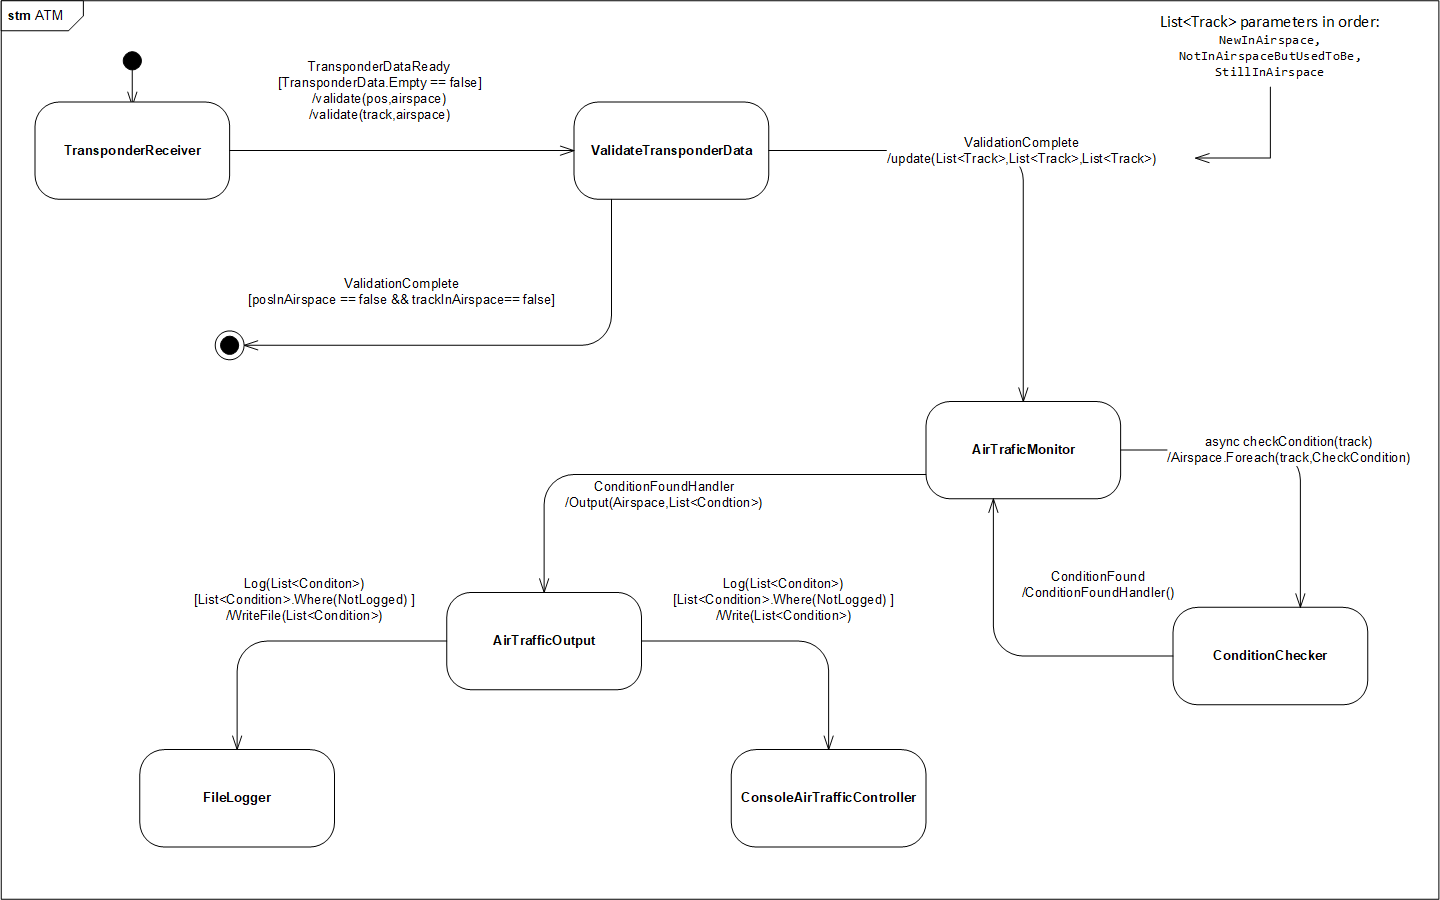 stm ATM
List<Track> parameters in order:
NewInAirspace,
NotInAirspaceButUsedToBe,
StillInAirspace
TransponderDataReady
[TransponderData.Empty == false]
/validate(pos,airspace)
/validate(track,airspace)
TransponderReceiver
ValidateTransponderData
ValidationComplete
/update(List<Track>,List<Track>,List<Track>)
ValidationComplete
[posInAirspace == false && trackInAirspace== false]
AirTraficMonitor
async checkCondition(track)
/Airspace.Foreach(track,CheckCondition)
ConditionFoundHandler
/Output(Airspace,List<Condtion>)
ConditionFound
/ConditionFoundHandler()
Log(List<Conditon>)
[List<Condition>.Where(NotLogged) ]
/WriteFile(List<Condition>)
Log(List<Conditon>)
[List<Condition>.Where(NotLogged) ]
/Write(List<Condition>)
AirTrafficOutput
ConditionChecker
FileLogger
ConsoleAirTrafficController